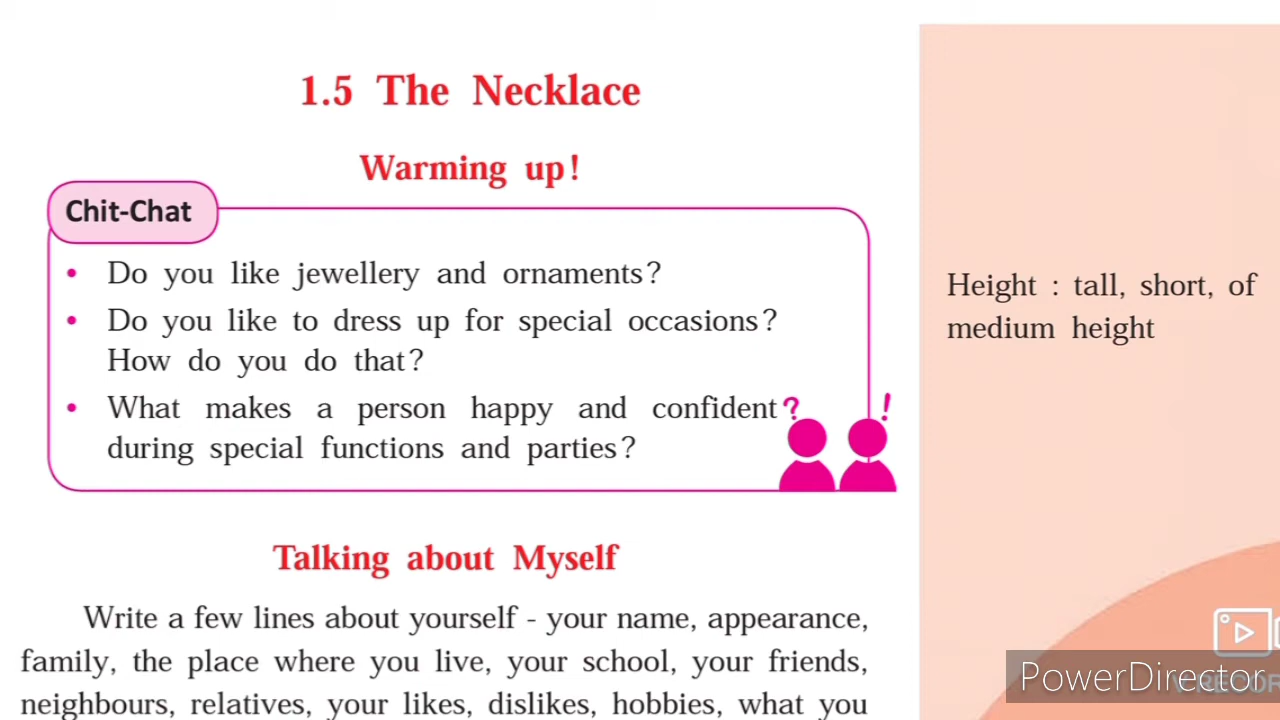 1.5 The Necklace
Warming up!
Chit-Chat
• Do you like jewellery and ornaments?
• Do you like to dress up for special occasions?
How do you do that?
• What makes a person happy and confident
during special functions and parties?
? !
Talking about Myself
Write a few lines about yourself - your name, appearance,
family, the place where you live, your school, your friends,
neighbours, relatives, your likes, dislikes, hobbies, what you
Height : tall, short, of
medium height
PowerDirector